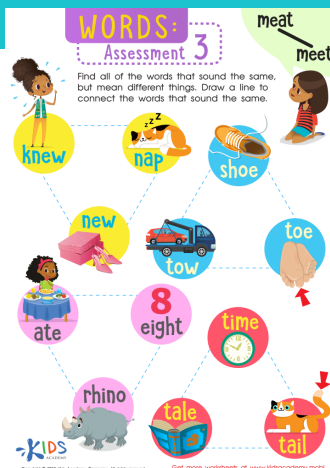 WORDS:
Assessment 3
meat
meet
Find all of the words that sound the same,
but mean different things. Draw a line to
connect the words that sound the same.
knew
zzz
nap
shoe
new
tow
toe
ate
8
eight
time
rhino
tale
tail
KIDS
ACADEMY
Get more worksheets at www.kidsacademy.mobi